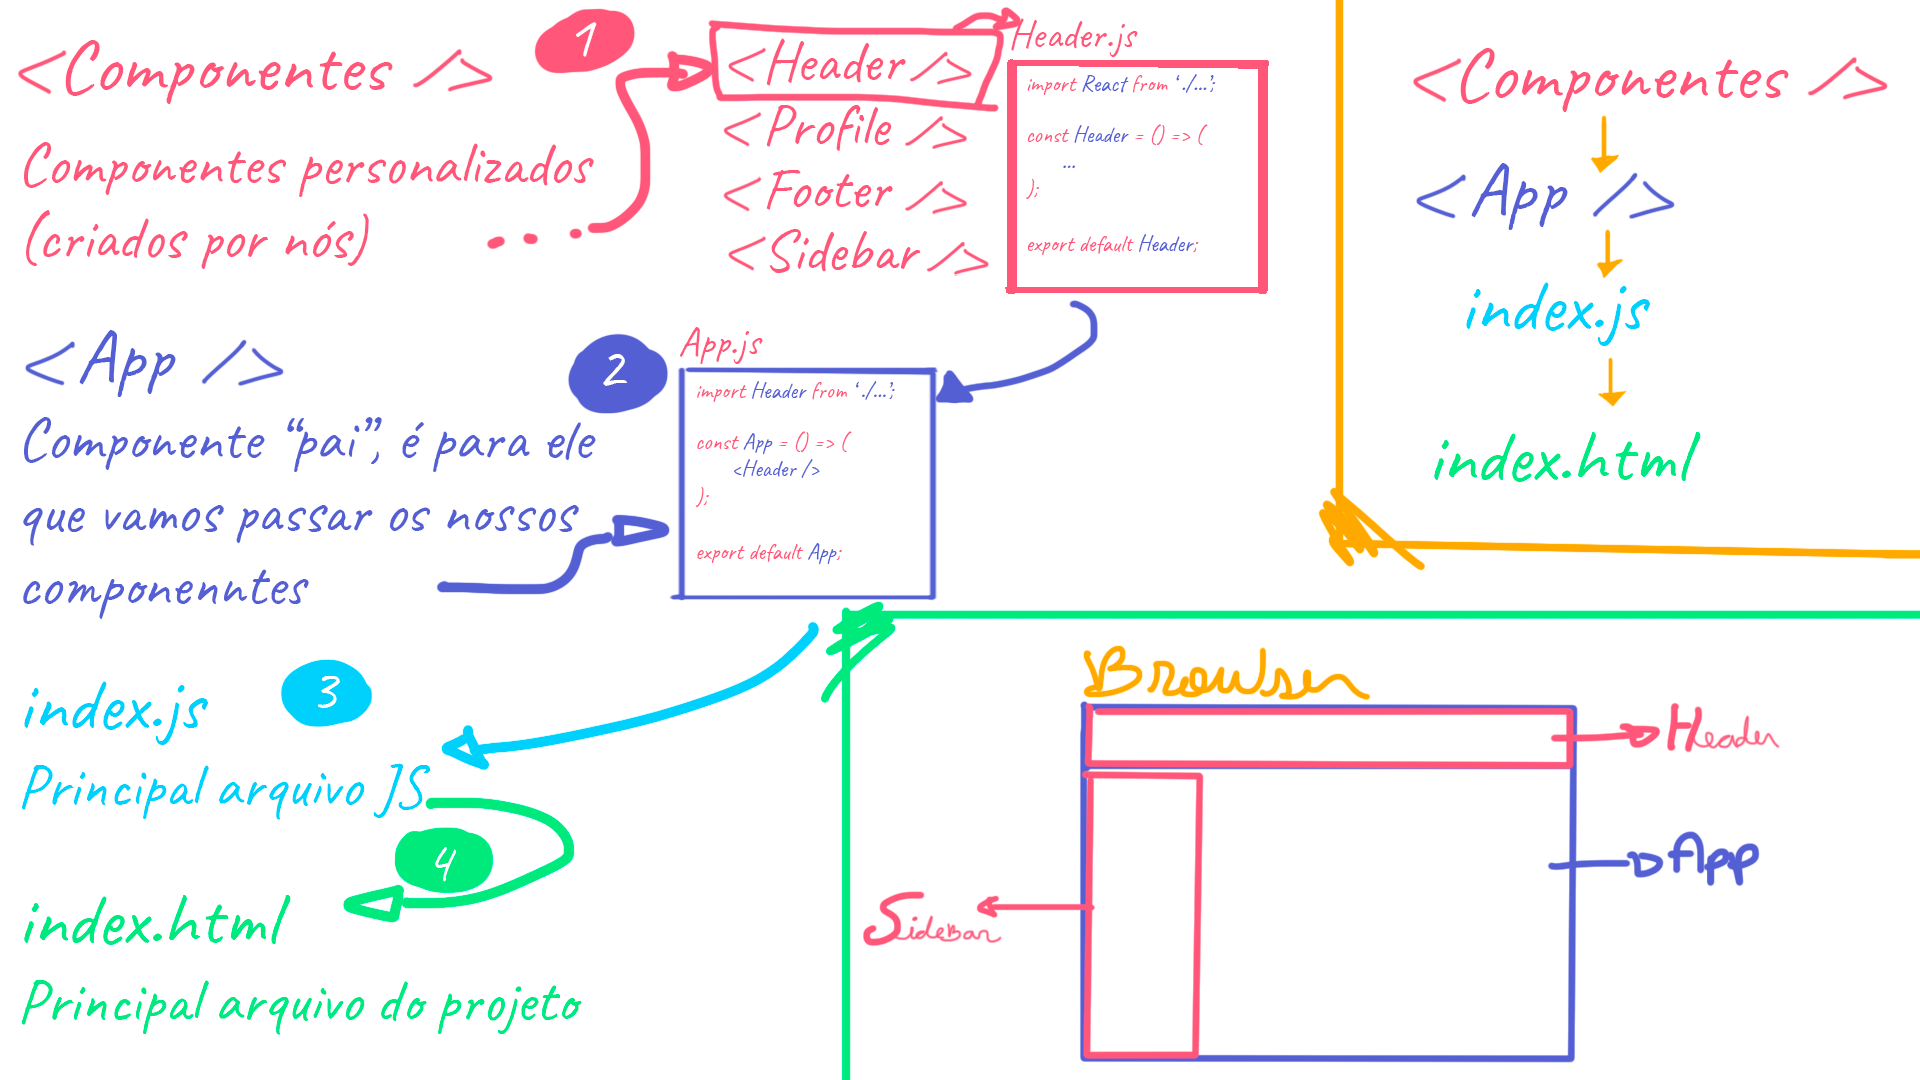 <Componentes />
1
Componentes personalizados
(criados por nós)
<Header />
<Profile />
<Footer />
<Sidebar />
Header.js
import React from './...';
const Header = () => (
...
);
export default Header;
<App />
2
Componente “pai”, é para ele
que vamos passar os nossos
componenntes
App.js
import Header from './...';
const App = () => (
<Header />
);
export default App;
index.js
3
Principal arquivo JS
4
index.html
Principal arquivo do projeto
<Componentes />
<App />
index.js
index.html
Browser
Header
App
Sidebar